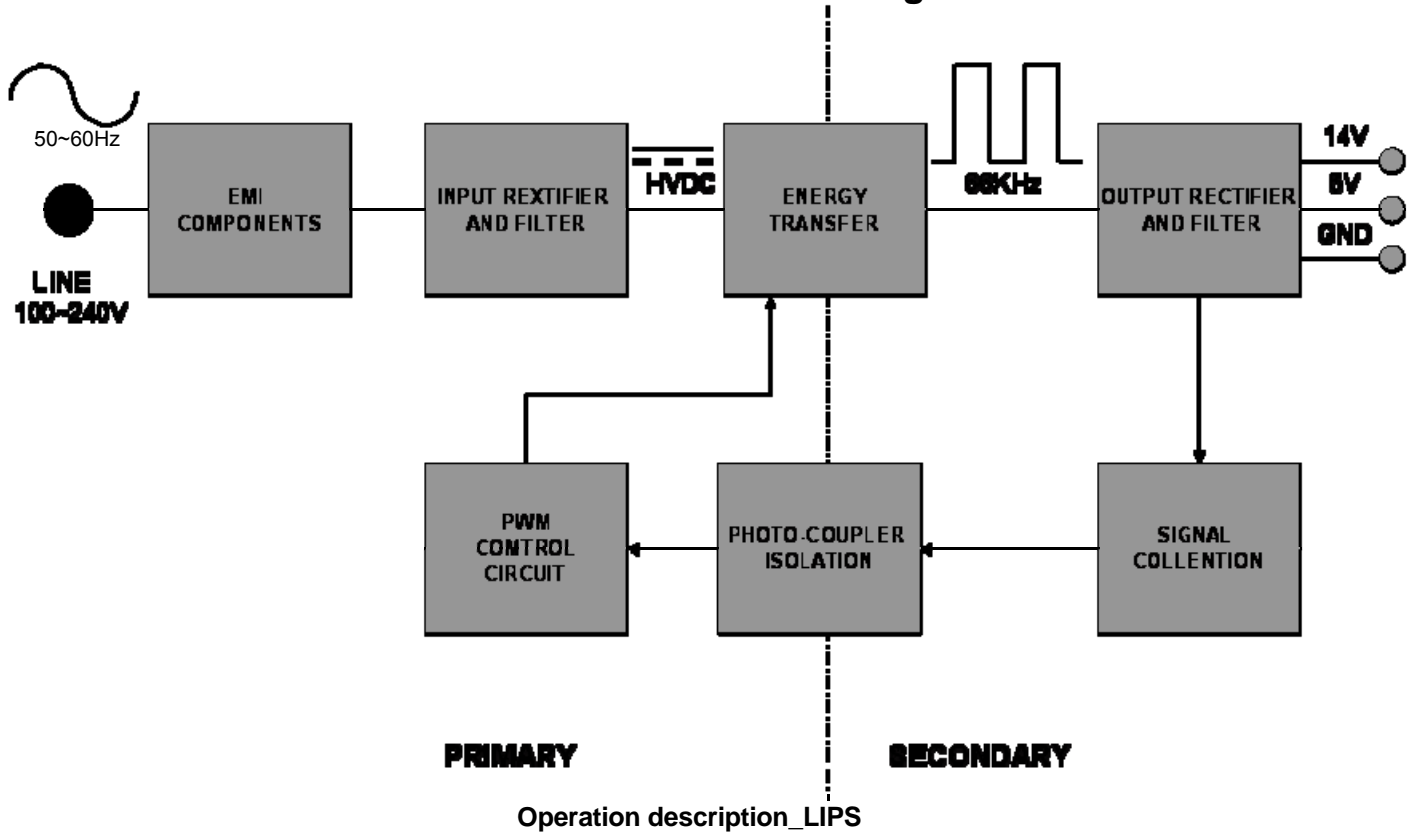 50~60Hz
LINE
100~240V
EMI
COMPONENTS
INPUT REXTIFIER
AND FILTER
HVDC
ENERGY
TRANSFER
OUTPUT RECTIFIER
AND FILTER
14V
5V
GND
PWM
CONTROL
CIRCUIT
PHOTO-COUPLER
ISOLATION
SIGNAL
COLLENTION
PRIMARY
SECONDARY
Operation description_LIPS